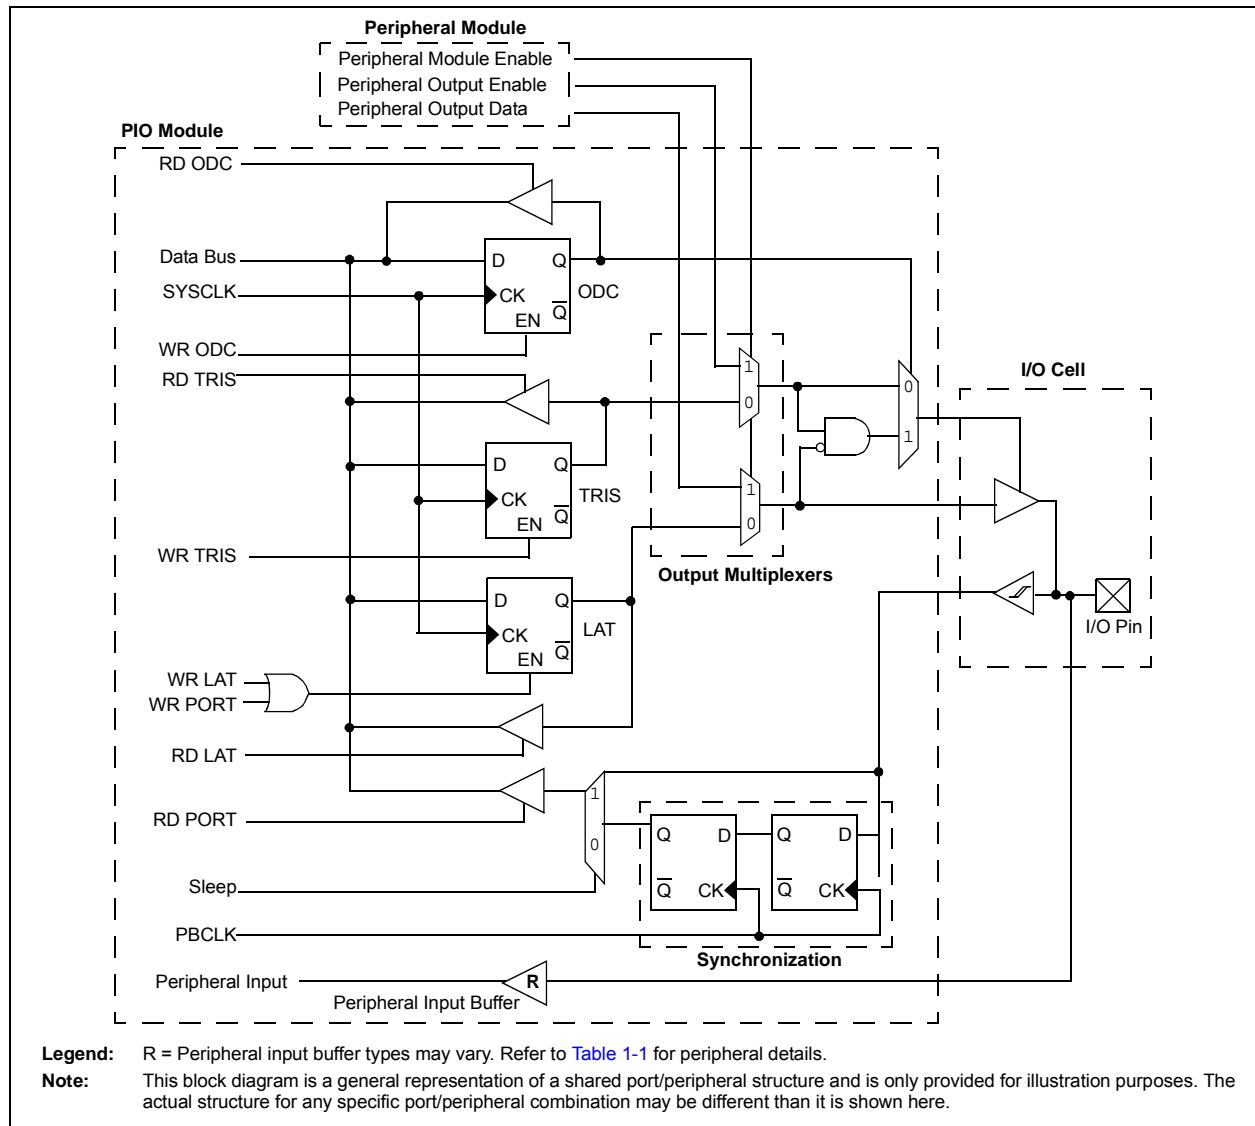 Peripheral Module
Peripheral Module Enable
Peripheral Output Enable
Peripheral Output Data
PIO Module
RD ODC
Data Bus
D Q
ODC
SYSCLK
CK
Q
EN
WR ODC
RD TRIS
1
0
I/O Cell
0
1
D Q
TRIS
CK
Q
EN
1
0
WR TRIS
Output Multiplexers
D Q
LAT
CK
Q
EN
I/O Pin
WR LAT
WR PORT
RD LAT
RD PORT
1
0
Q D
Q CK
Q D
Q CK
Sleep
PBCLK
Synchronization
Peripheral Input
R
Peripheral Input Buffer
Legend: R = Peripheral input buffer types may vary. Refer to Table 1-1 for peripheral details.
Note: This block diagram is a general representation of a shared port/peripheral structure and is only provided for illustration purposes. The
actual structure for any specific port/peripheral combination may be different than it is shown here.